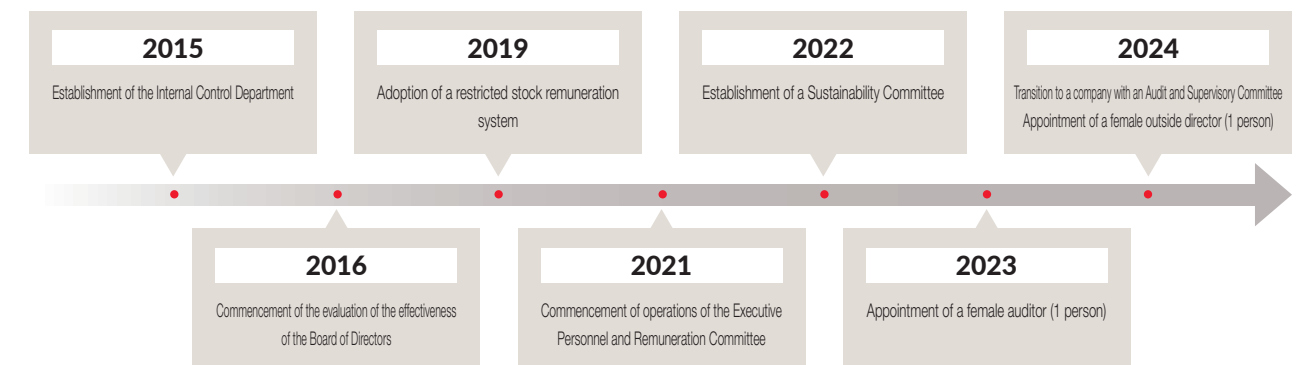 2015
Establishment of the Internal Control Department
2016
Commencement of the evaluation of the effectiveness
of the Board of Directors
2019
Adoption of a restricted stock remuneration
system
2021
Commencement of operations of the Executive
Personnel and Remuneration Committee
2022
Establishment of a Sustainability Committee
2023
Appointment of a female auditor (1 person)
2024
Transition to a company with an Audit and Supervisory Committee
Appointment of a female outside director (1 person)